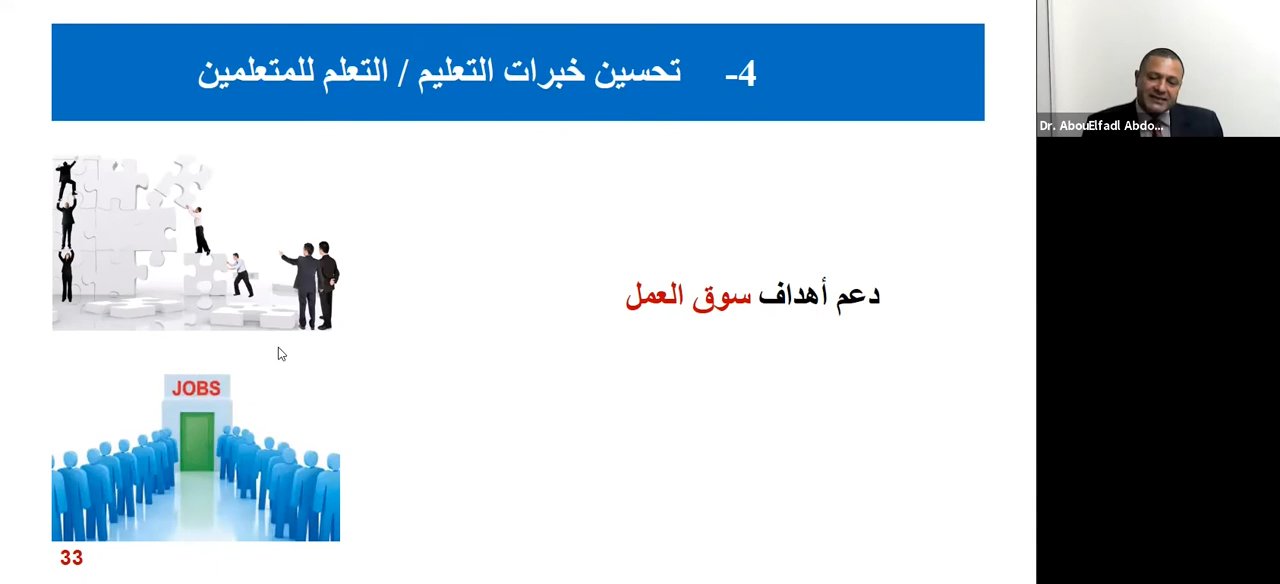 4- تحسين خبرات التعليم / التعلم للمتعلمين
Dr. AbouElfadl Abdo...
دعم أهداف سوق العمل
JOBS
33